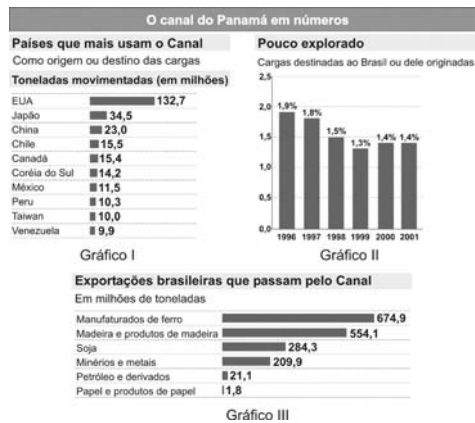 O canal do Panamá em números
Países que mais usam o Canal
Como origem ou destino das cargas
Toneladas movimentadas (em milhões)
EUA 132,7
Japão 34,5
China 23,0
Chile 15,5
Canadá 15,4
Coréia do Sul 14,2
México 11,5
Peru 10,3
Taiwan 10,0
Venezuela 9,9
Gráfico I
Pouco explorado
Cargas destinadas ao Brasil ou dele originadas
2,5
2,0
1,5
1,0
0,5
0,0
1,9% 1,8% 1,5% 1,3% 1,4% 1,4%
1996 1997 1998 1999 2000 2001
Gráfico II
Exportações brasileiras que passam pelo Canal
Em milhões de toneladas
Manufaturados de ferro 674,9
Madeira e produtos de madeira 554,1
Soja 284,3
Minérios e metais 209,9
Petróleo e derivados 21,1
Papel e produtos de papel 1,8
Gráfico III